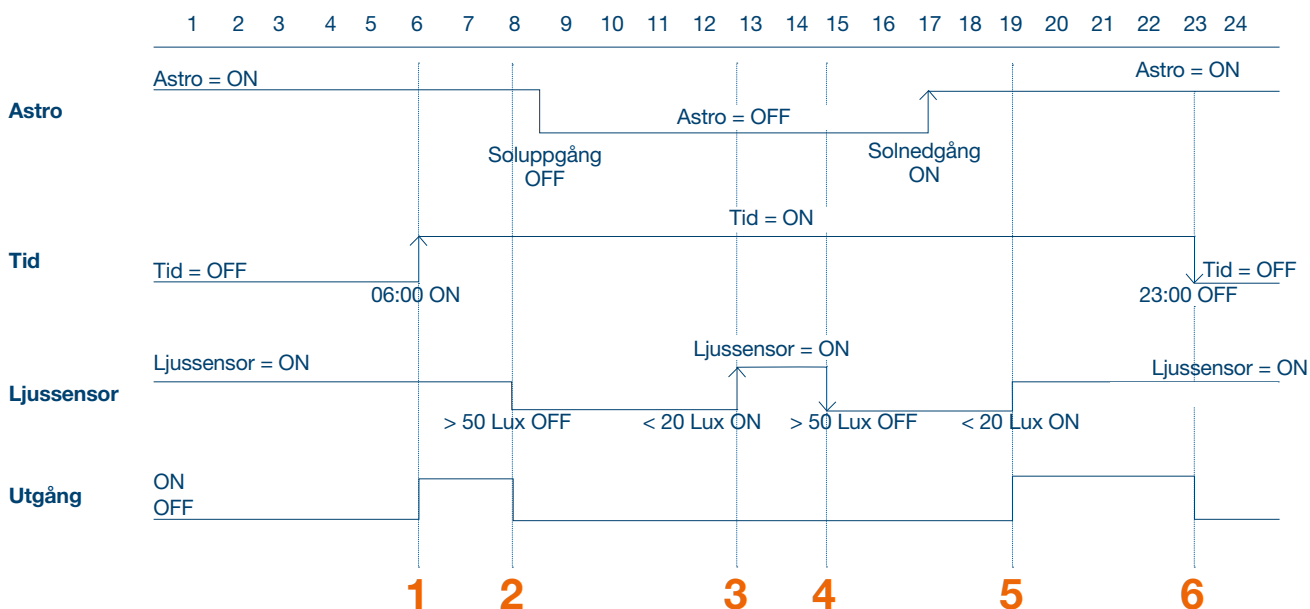 1 2 3 4 5 6 7 8 9 10 11 12 13 14 15 16 17 18 19 20 21 22 23 24
Astro = ON
Astro = ON
Astro
Astro = OFF
Soluppgång
OFF
Solnedgång
ON
Tid = ON
Tid
Tid = OFF
Tid = OFF
06:00 ON
23:00 OFF
Ljussensor = ON
Ljussensor = ON
Ljussensor = ON
Ljussensor
> 50 Lux OFF
< 20 Lux ON
> 50 Lux OFF
< 20 Lux ON
Utgång
ON
OFF
1 2 3 4 5 6